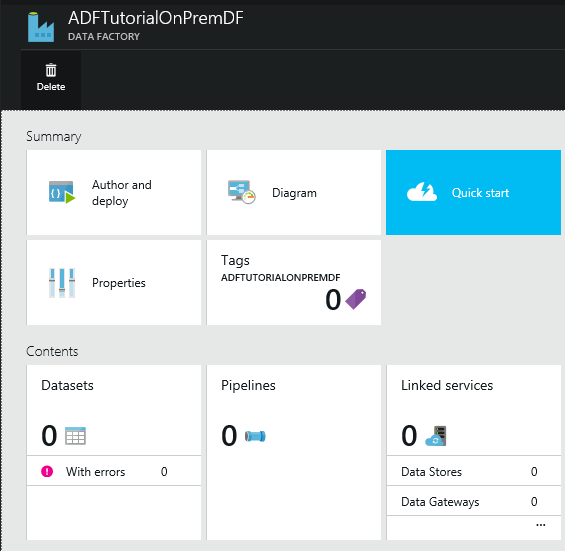 ADFTutorialOnPremDF
DATA FACTORY
Delete
Summary
Author and
deploy
Diagram
Quick start
Properties
Tags
ADFTUTORIALONPREMDF
0
Contents
Datasets
0
With errors 0
Pipelines
0
Linked services
0
Data Stores 0
Data Gateways 0
...